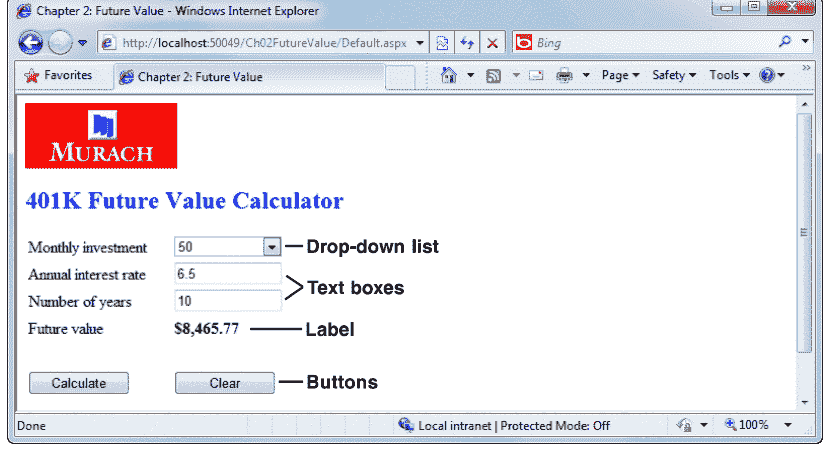 Chapter 2: Future Value - Windows Internet Explorer
http://localhost:50049/Ch02FutureValue/Default.aspx
Bing
Favorites
Chapter 2: Future Value
Page
Safety
Tools
MURACH
401K Future Value Calculator
Monthly investment 50 Drop-down list
Annual interest rate 6.5
Text boxes
Number of years 10
Future value $8,465.77 Label
Calculate Clear Buttons
Done Local intranet | Protected Mode: Off 100%